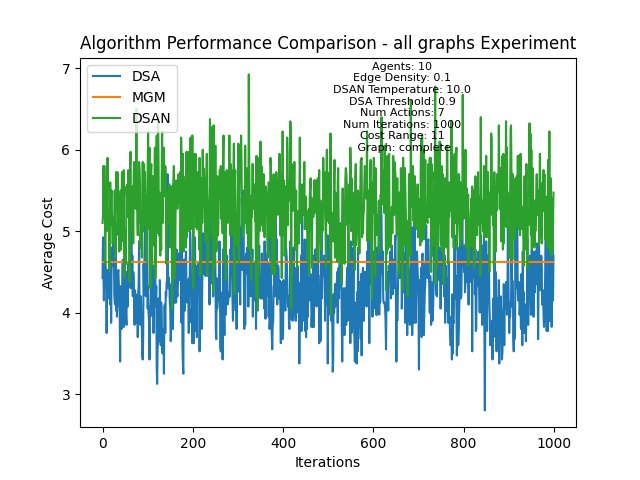 Algorithm Performance Comparison - all graphs Experiment
7
6
5
4
3
Average Cost
DSA
MGM
DSAN
Agents: 10
Edge Density: 0.1
DSAN Temperature: 10.0
DSA Threshold: 0.9
Num Actions: 7
Num Iterations: 1000
Cost Range: 11
Graph: complete
0 200 400 600 800 1000
Iterations